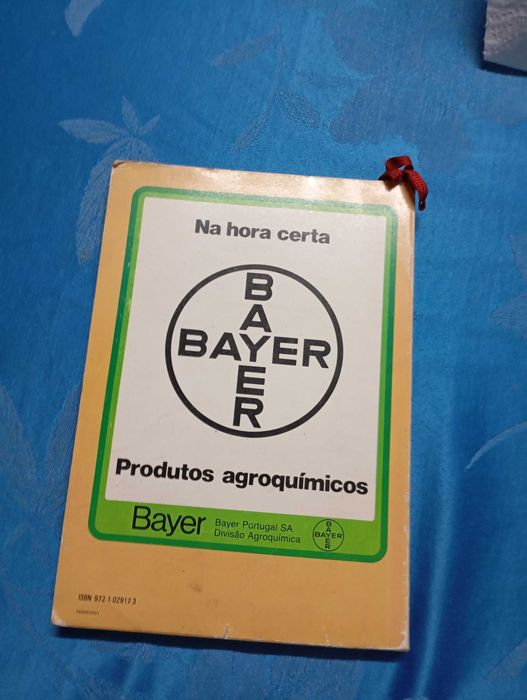 Na hora certa
BAYER
BAYER
Produtos agroquímicos
Bayer
Bayer Portugal SA
Divisão Agroquímica
BAYER
BAYER
ISBN 972-1-02917-3